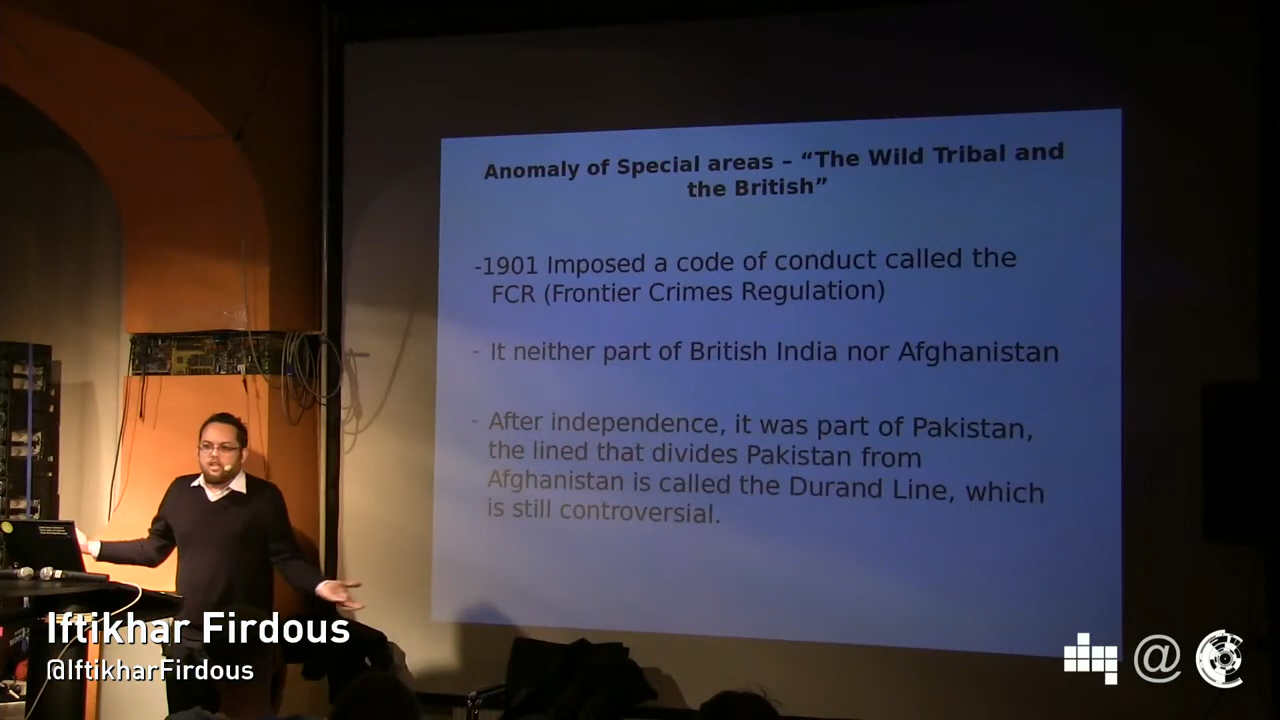 Anomaly of Special areas – “The Wild Tribal and
the British”
-1901 Imposed a code of conduct called the
FCR (Frontier Crimes Regulation)
- It neither part of British India nor Afghanistan
- After independence, it was part of Pakistan,
the lined that divides Pakistan from
Afghanistan is called the Durand Line, which
is still controversial.
Iftikhar Firdous
@IftikharFirdous
@